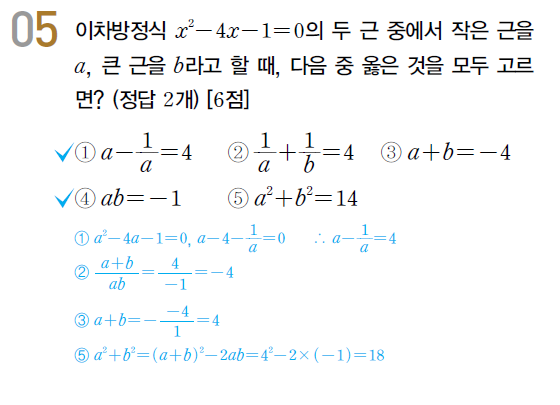 05 이차방정식 x²-4x-1=0의 두 근 중에서 작은 근을
a, 큰 근을 b라고 할 때, 다음 중 옳은 것을 모두 고르
면? (정답 2개) [6점]
✓① a-1/a=4 ② 1/a+1/b=4 ③ a+b=-4
✓④ ab=-1 ⑤ a²+b²=14
① a²-4a-1=0, a-4-1/a=0 ∴ a-1/a=4
② (a+b)/ab=4/-1=-4
③ a+b=-(-4)/1=4
⑤ a²+b²=(a+b)²-2ab=4²-2×(-1)=18